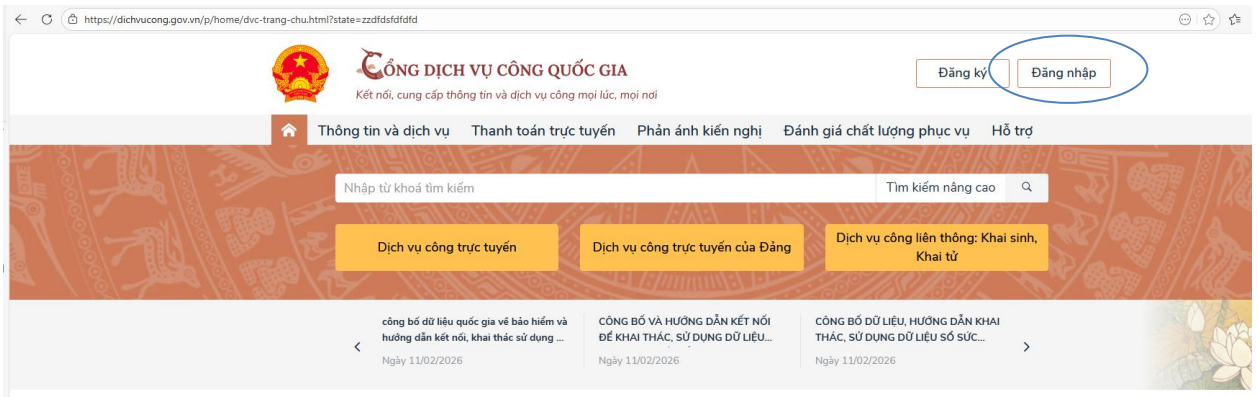 https://dichvucong.gov.vn/p/home/dvc-trang-chu.html?state=zzdfdsfdfdfd
CỔNG DỊCH VỤ CÔNG QUỐC GIA
Kết nối, cung cấp thông tin và dịch vụ công mọi lúc, mọi nơi
Đăng ký
Đăng nhập
Thông tin và dịch vụ
Thanh toán trực tuyến
Phản ánh kiến nghị
Đánh giá chất lượng phục vụ
Hỗ trợ
Nhập từ khoá tìm kiếm
Tìm kiếm nâng cao
Dịch vụ công trực tuyến
Dịch vụ công trực tuyến của Đảng
Dịch vụ công liên thông: Khai sinh,
Khai tử
công bố dữ liệu quốc gia về bảo hiểm và
hướng dẫn kết nối, khai thác sử dụng ...
Ngày 11/02/2026
CÔNG BỐ VÀ HƯỚNG DẪN KẾT NỐI
ĐỂ KHAI THÁC, SỬ DỤNG DỮ LIỆU...
Ngày 11/02/2026
CÔNG BỐ DỮ LIỆU, HƯỚNG DẪN KHAI
THÁC, SỬ DỤNG DỮ LIỆU SỔ SỨC...
Ngày 11/02/2026